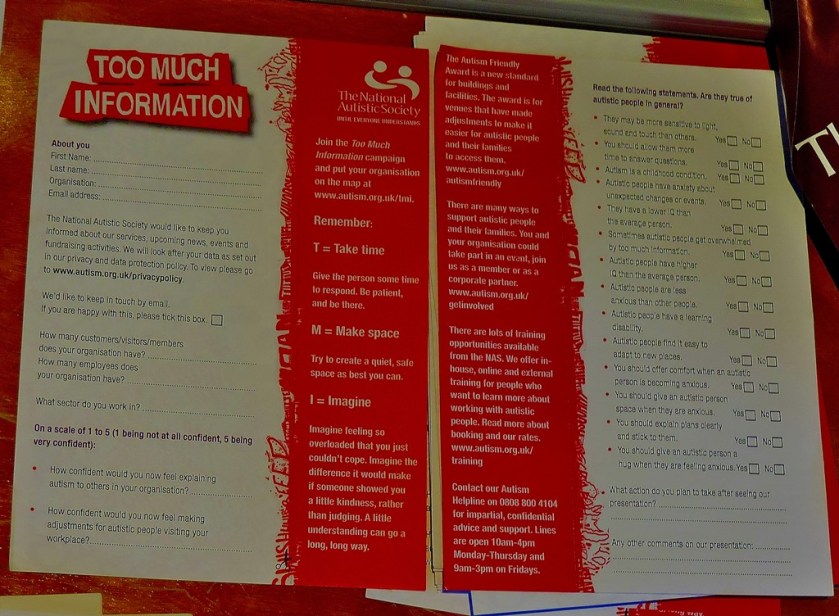 TOO MUCH
INFORMATION
About you
First Name:
Last name:
Organisation:
Email address:
The National Autistic Society would like to keep you
informed about our services, upcoming news, events and
fundraising activities. We will look after your data as set out
in our privacy and data protection policy. To view please go
to www.autism.org.uk/privacypolicy
We'd like to keep in touch by email.
If you are happy with this, please tick this box.
How many customers/visitors/members
does your organisation have?
How many employees does
your organisation have?
What sector do you work in?
On a scale of 1 to 5 (1 being not at all confident, 5 being
very confident):
• How confident would you now feel explaining
autism to others in your organisation?
• How confident would you now feel making
adjustments for autistic people visiting your
workplace?
The National
Autistic Society
UNTIL EVERYONE UNDERSTANDS
Join the Too Much
Information campaign
and put your organisation
on the map at
www.autism.org.uk/tmi.
Remember:
T = Take time
Give the person some time
to respond. Be patient,
and be there.
M = Make space
Try to create a quiet, safe
space as best you can.
I = Imagine
Imagine feeling so
overloaded that you just
couldn't cope. Imagine the
difference it would make
if someone showed you
a little kindness, rather
than judging. A little
understanding can go a
long, long way.
The Autism Friendly
Award is a new standard
for buildings and
facilities. The award is for
venues that have made
adjustments to make it
easier for autistic people
and their families
to access them.
www.autism.org.uk/
autismfriendly
There are many ways to
support autistic people
and their families. You and
your organisation could
take part in an event, join
us as a member or as a
corporate partner.
www.autism.org.uk/
getinvolved
There are lots of training
opportunities available
from the NAS. We offer in-
house, online and external
training for people who
want to learn more about
working with autistic
people. Read more about
booking and our rates.
www.autism.org.uk/
training
Contact our Autism
Helpline on 0808 800 4104
for impartial, confidential
advice and support. Lines
are open 10am-4pm
Monday-Thursday and
9am-3pm on Fridays.
Read the following statements. Are they true of
autistic people in general?
• They may be more sensitive to light,
sound and touch than others. Yes No
• You should allow them more
time to answer questions. Yes No
• Autism is a childhood condition. Yes No
• Autistic people have anxiety about
unexpected changes or events. Yes No
• They have a lower IQ than
the average person. Yes No
• Sometimes autistic people get overwhelmed
by too much information. Yes No
• Autistic people have higher
IQ than the average person. Yes No
• Autistic people are less
anxious than other people. Yes No
• Autistic people have a learning
disability. Yes No
• Autistic people find it easy to
adapt to new places. Yes No
• You should offer comfort when an autistic
person is becoming anxious. Yes No
• You should give an autistic person
space when they are anxious. Yes No
• You should explain plans clearly
and stick to them. Yes No
• You should give an autistic person a
hug when they are feeling anxious. Yes No
What action do you plan to take after seeing our
presentation?
Any other comments on our presentation: